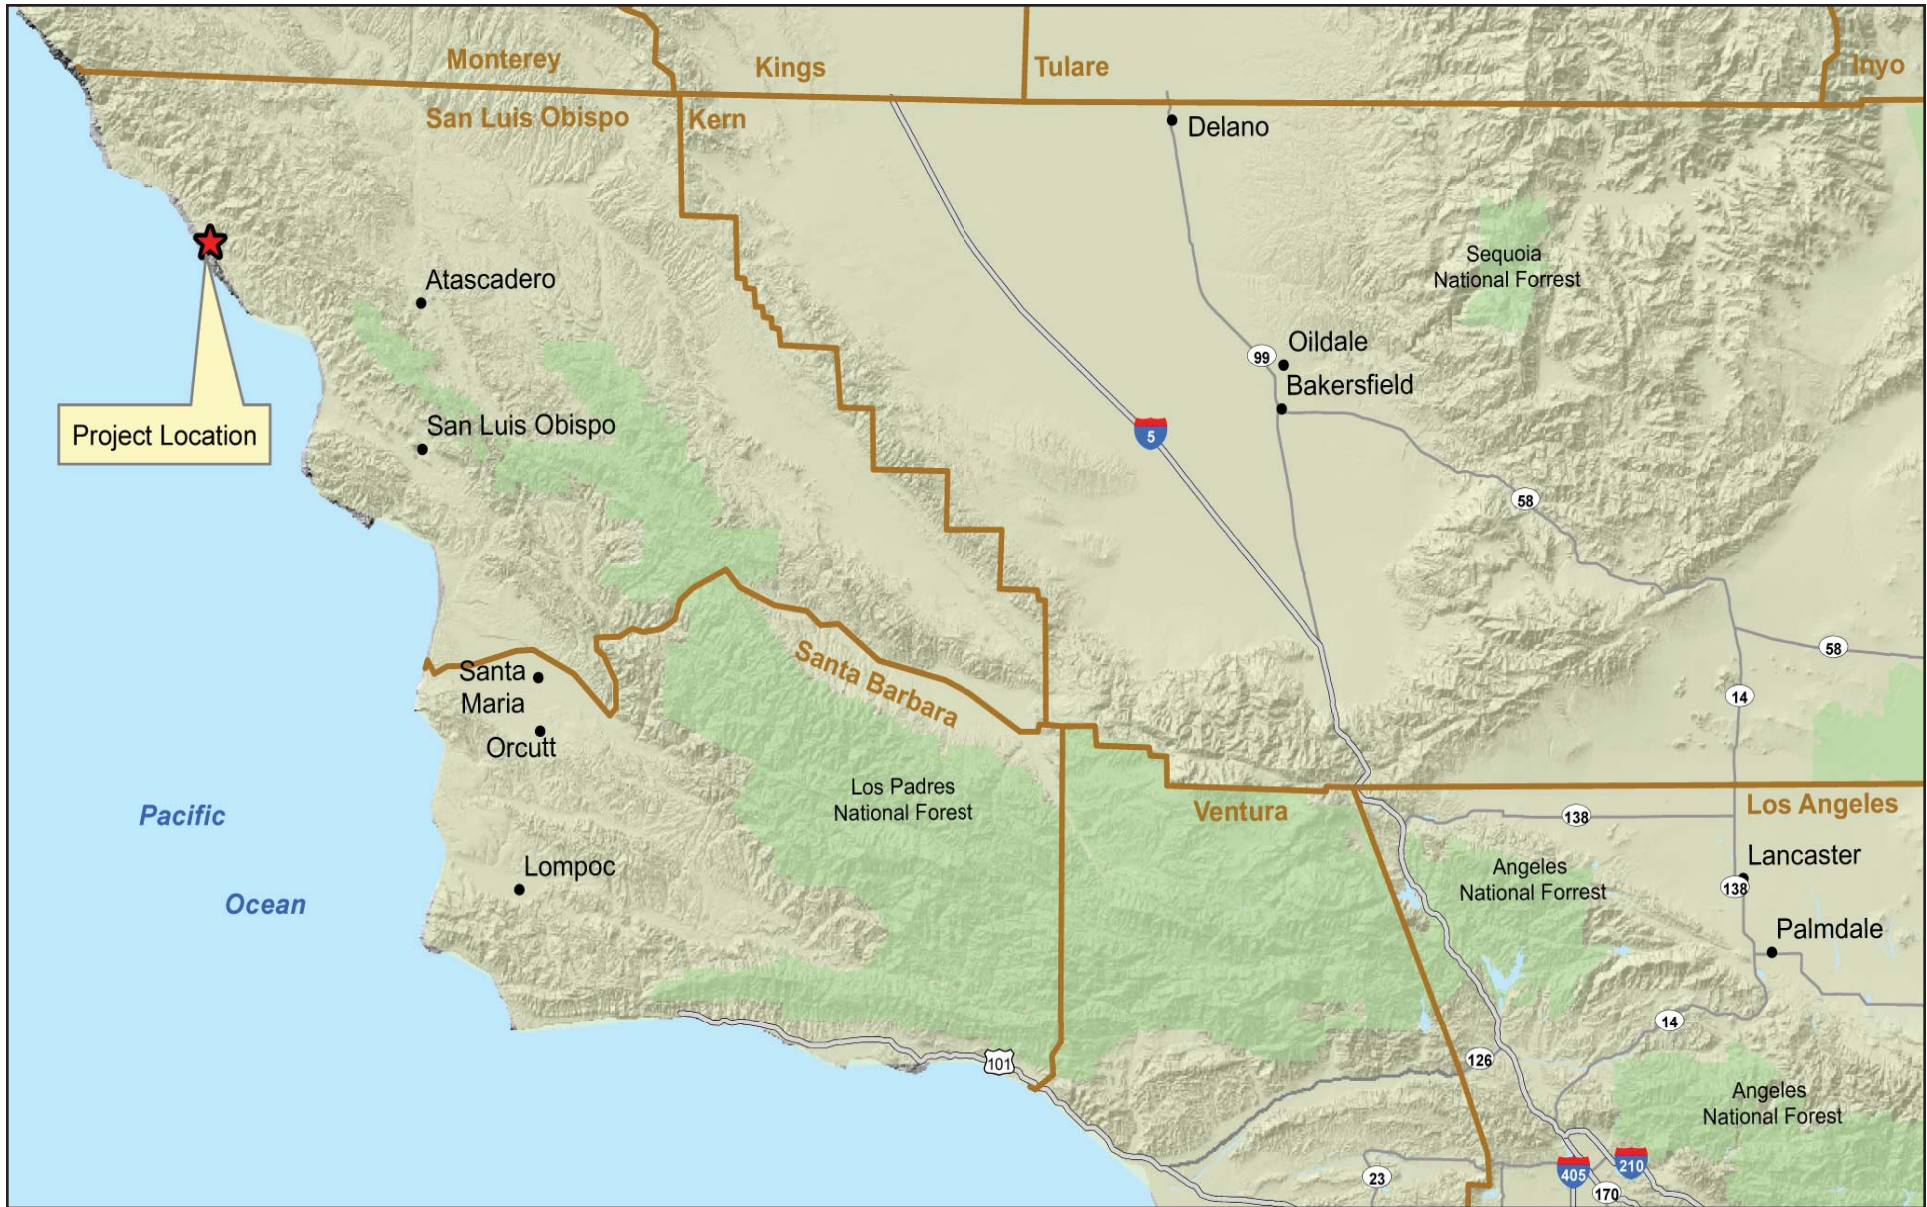 Monterey
Kings
Tulare
Inyo
San Luis Obispo
Kern
Delano
Sequoia
National Forrest
Atascadero
Oildale
99
Bakersfield
Project Location
San Luis Obispo
5
58
58
Santa
Maria
Santa Barbara
14
Orcutt
Los Padres
National Forest
Ventura
Los Angeles
138
Pacific
Ocean
Lompoc
Angeles
National Forrest
Lancaster
138
Palmdale
14
101
126
Angeles
National Forest
23
405
210
170